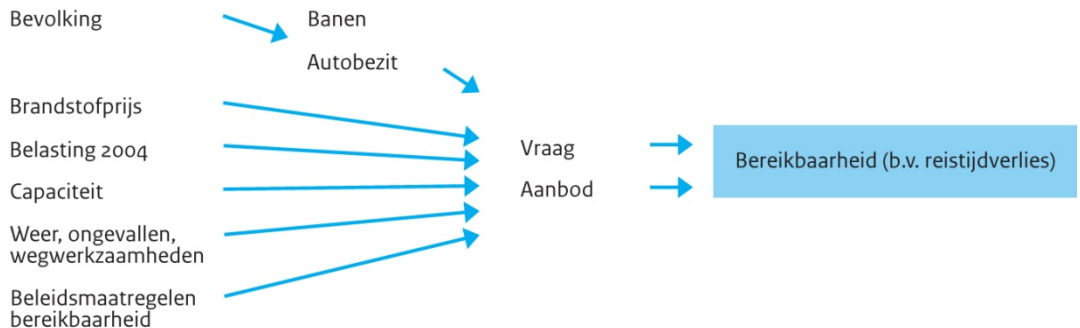 Bevolking
Banen
Autobezit
Brandstofprijs
Belasting 2004
Capaciteit
Weer, ongevallen,
wegwerkzaamheden
Beleidsmaatregelen
bereikbaarheid
Vraag
Aanbod
Bereikbaarheid (b.v. reistijdverlies)